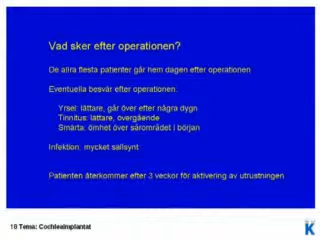 Vad sker efter operationen?
De allra flesta patienter går hem dagen efter operationen
Eventuella besvär efter operationen:
Yrsel: lättare, går över efter några dygn
Tinnitus: lättare, övergående
Smärta: ömhet över sårområdet i början
Infektion: mycket sällsynt
Patienten återkommer efter 3 veckor för aktivering av utrustningen
18 Tema: Cochleaimplantat
K